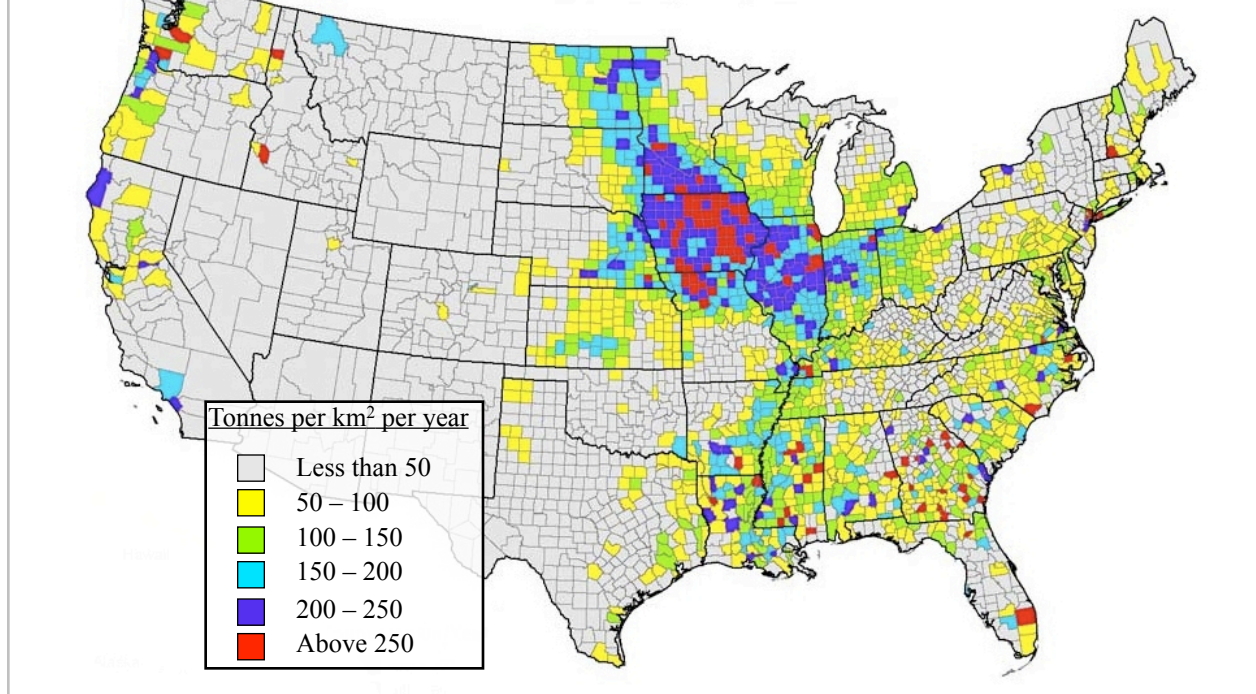 Tonnes per km² per year
Less than 50
50 – 100
100 – 150
150 – 200
200 – 250
Above 250